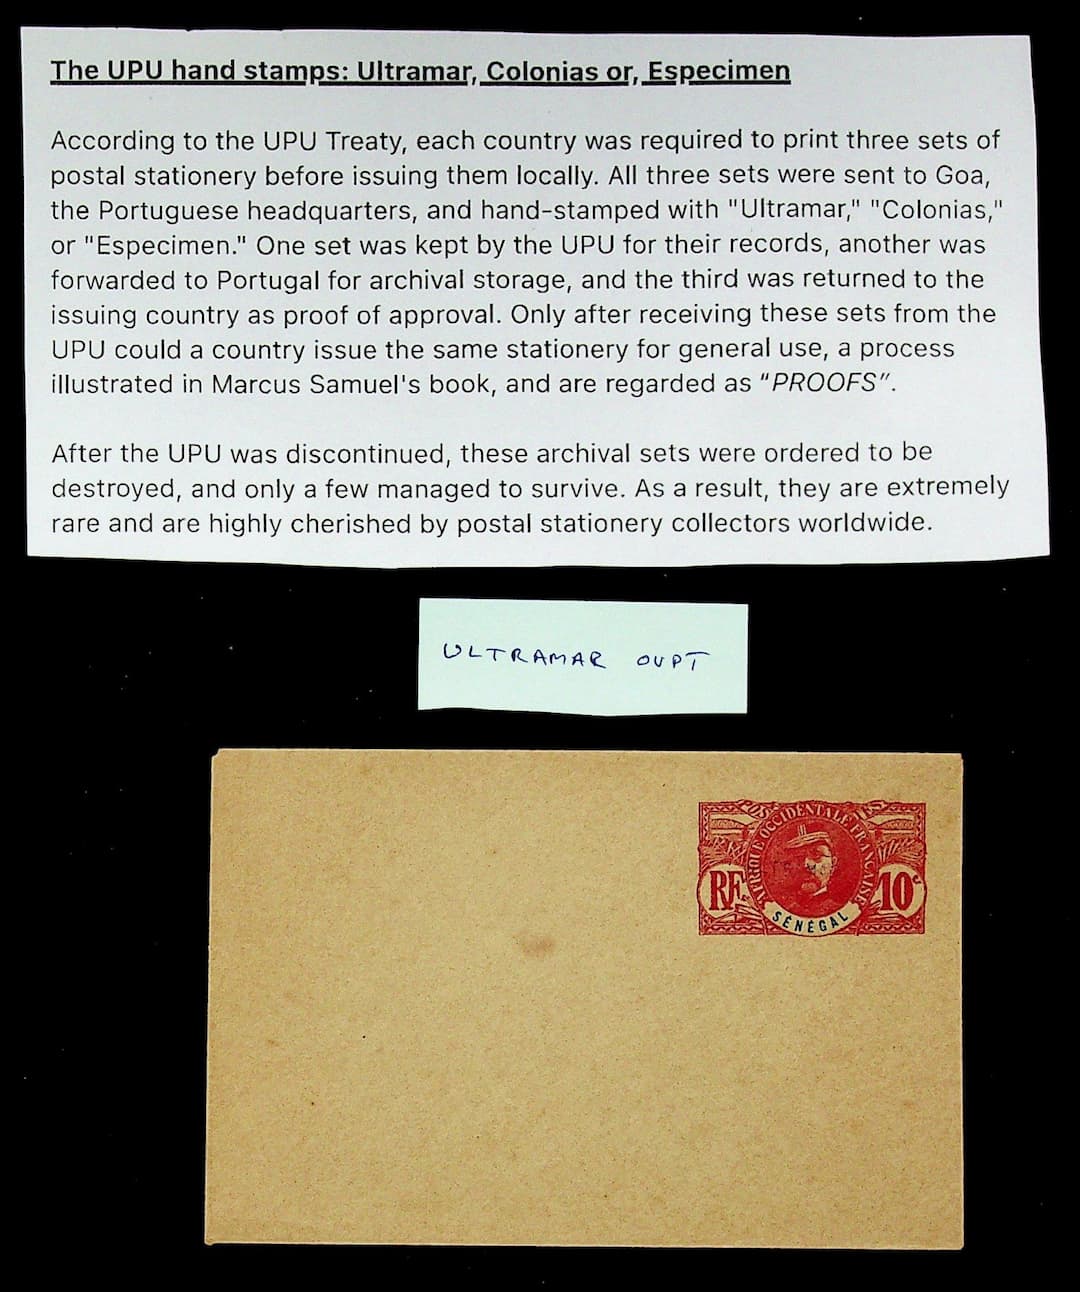 The UPU hand stamps: Ultramar, Colonias or, Especimen
According to the UPU Treaty, each country was required to print three sets of
postal stationery before issuing them locally. All three sets were sent to Goa,
the Portuguese headquarters, and hand-stamped with "Ultramar," "Colonias,"
or "Especimen." One set was kept by the UPU for their records, another was
forwarded to Portugal for archival storage, and the third was returned to the
issuing country as proof of approval. Only after receiving these sets from the
UPU could a country issue the same stationery for general use, a process
illustrated in Marcus Samuel's book, and are regarded as “PROOFS”.
After the UPU was discontinued, these archival sets were ordered to be
destroyed, and only a few managed to survive. As a result, they are extremely
rare and are highly cherished by postal stationery collectors worldwide.
ULTRAMAR OVPT
AFRIQUE OCCIDENTALE FRANÇAISE
RF 10c
SÉNÉGAL